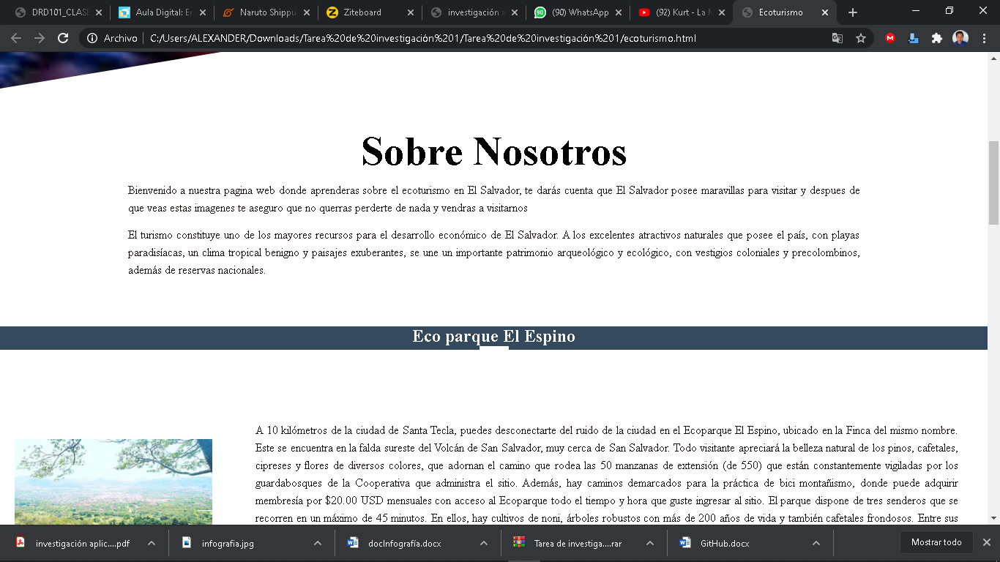 DRD101_CLASE
Aula Digital: En
Naruto Shippu
Ziteboard
investigación a
(90) WhatsApp
(92) Kurt - La M
Ecoturismo
Archivo
C:/Users/ALEXANDER/Downloads/Tarea%20de%20investigación%201/Tarea%20de%20investigación%201/ecoturismo.html
Sobre Nosotros
Bienvenido a nuestra pagina web donde aprenderas sobre el ecoturismo en El Salvador, te darás cuenta que El Salvador posee maravillas para visitar y despues de
que veas estas imagenes te aseguro que no querras perderte de nada y vendras a visitarnos
El turismo constituye uno de los mayores recursos para el desarrollo económico de El Salvador. A los excelentes atractivos naturales que posee el país, con playas
paradisíacas, un clima tropical benigno y paisajes exuberantes, se une un importante patrimonio arqueológico y ecológico, con vestigios coloniales y precolombinos,
además de reservas nacionales.
Eco parque El Espino
A 10 kilómetros de la ciudad de Santa Tecla, puedes desconectarte del ruido de la ciudad en el Ecoparque El Espino, ubicado en la Finca del mismo nombre.
Este se encuentra en la falda sureste del Volcán de San Salvador, muy cerca de San Salvador. Todo visitante apreciará la belleza natural de los pinos, cafetales,
cipreses y flores de diversos colores, que adornan el camino que rodea las 50 manzanas de extensión (de 550) que están constantemente vigiladas por los
guardabosques de la Cooperativa que administra el sitio. Además, hay caminos demarcados para la práctica de bici montañismo, donde puede adquirir
membresía por $20.00 USD mensuales con acceso al Ecoparque todo el tiempo y hora que guste ingresar al sitio. El parque dispone de tres senderos que se
recorren en un máximo de 45 minutos. En ellos, hay cultivos de noni, árboles robustos con más de 200 años de vida y también cafetales frondosos. Entre sus
investigación aplic....pdf
infografia.jpg
docInfografía.docx
Tarea de investiga....rar
GitHub.docx
Mostrar todo